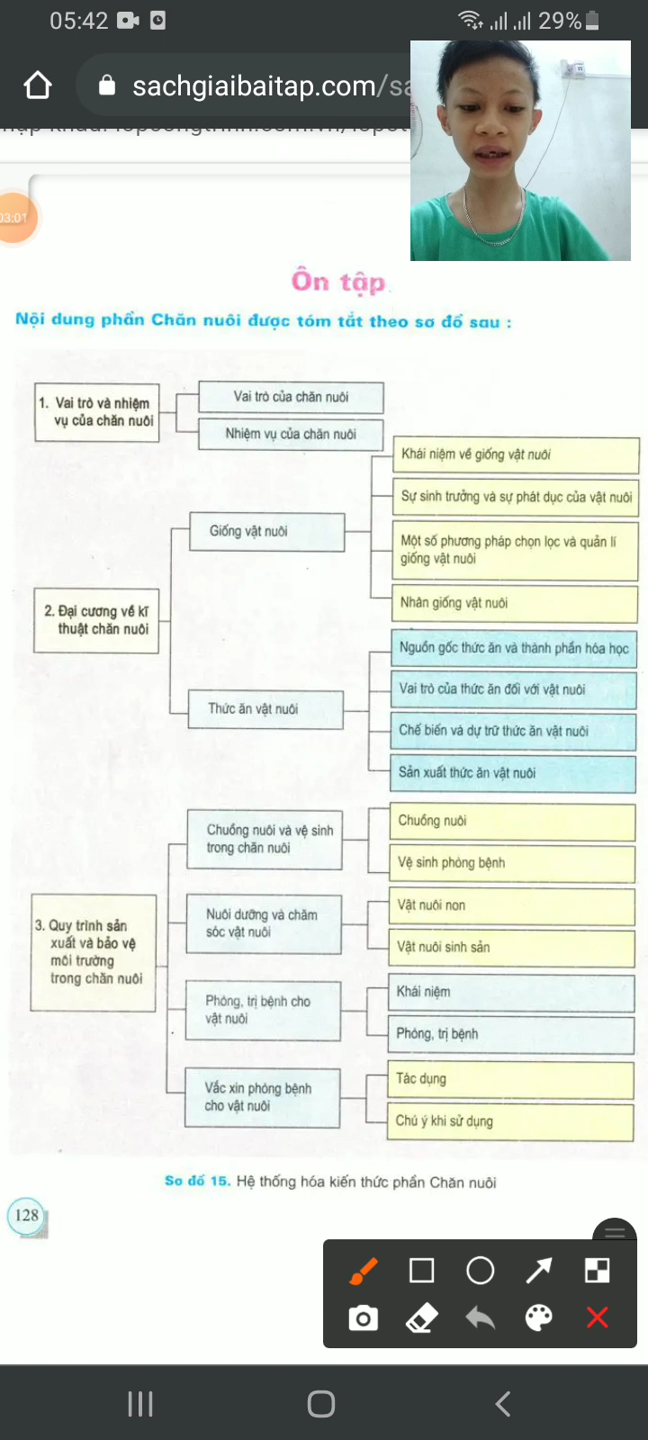 05:42
29%
sachgiaibaitap.com/sa
03:01
Ôn tập
Nội dung phần Chăn nuôi được tóm tắt theo sơ đồ sau :
1. Vai trò và nhiệm
vụ của chăn nuôi
Vai trò của chăn nuôi
Nhiệm vụ của chăn nuôi
2. Đại cương về kĩ
thuật chăn nuôi
Giống vật nuôi
Khái niệm về giống vật nuôi
Sự sinh trưởng và sự phát dục của vật nuôi
Một số phương pháp chọn lọc và quản lí
giống vật nuôi
Nhân giống vật nuôi
Thức ăn vật nuôi
Nguồn gốc thức ăn và thành phần hóa học
Vai trò của thức ăn đối với vật nuôi
Chế biến và dự trữ thức ăn vật nuôi
Sản xuất thức ăn vật nuôi
3. Quy trình sản
xuất và bảo vệ
môi trường
trong chăn nuôi
Chuồng nuôi và vệ sinh
trong chăn nuôi
Chuồng nuôi
Vệ sinh phòng bệnh
Nuôi dưỡng và chăm
sóc vật nuôi
Vật nuôi non
Vật nuôi sinh sản
Phòng, trị bệnh cho
vật nuôi
Khái niệm
Phòng, trị bệnh
Vắc xin phòng bệnh
cho vật nuôi
Tác dụng
Chú ý khi sử dụng
Sơ đồ 15. Hệ thống hóa kiến thức phần Chăn nuôi
128